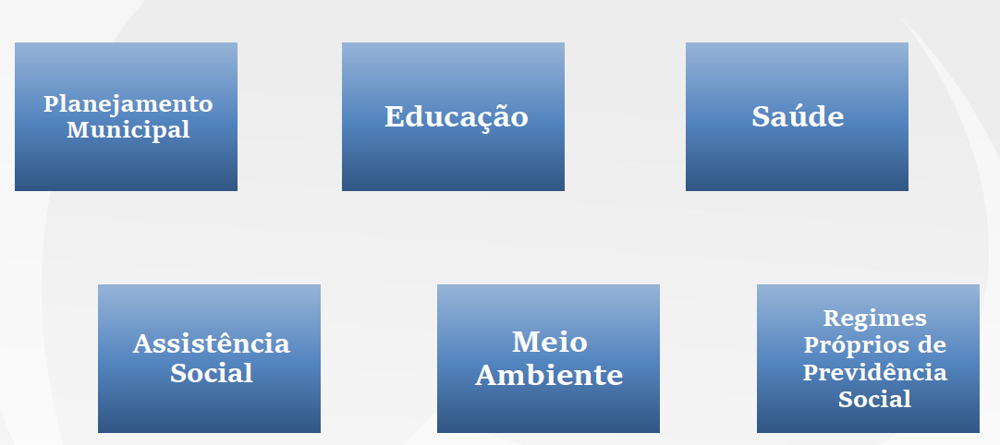 Planejamento
Municipal
Educação
Saúde
Assistência
Social
Meio
Ambiente
Regimes
Próprios de
Previdência
Social